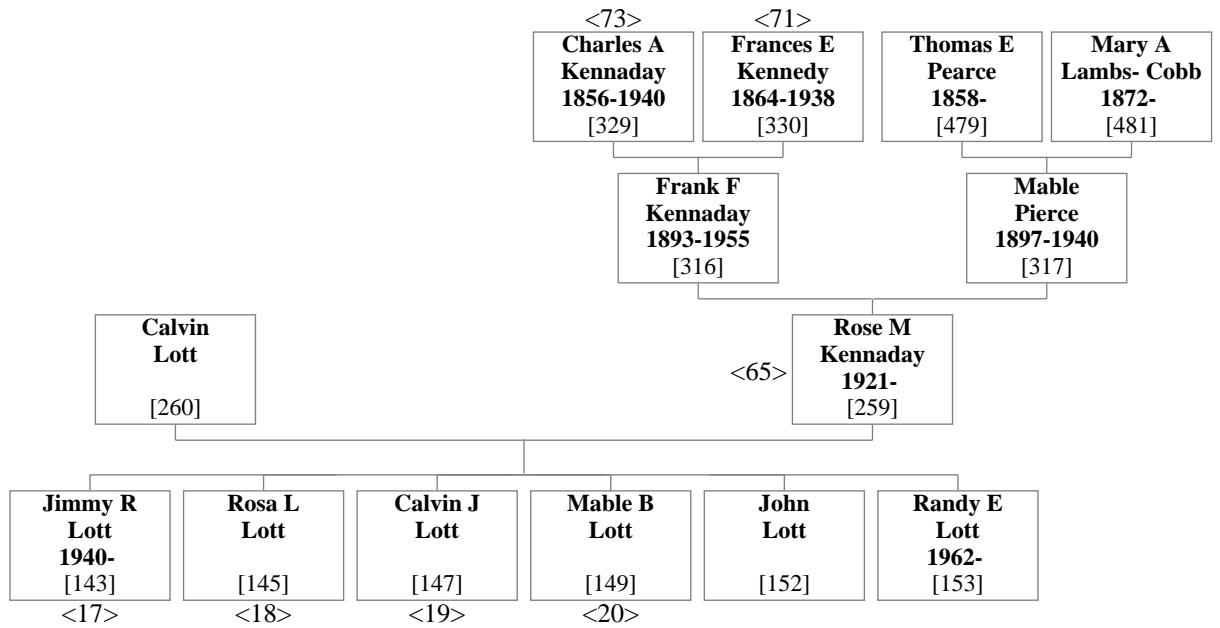 <73>
<71>
Charles A
Kennaday
1856-1940
[329]
Frances E
Kennedy
1864-1938
[330]
Thomas E
Pearce
1858-
[479]
Mary A
Lambs- Cobb
1872-
[481]
Frank F
Kennaday
1893-1955
[316]
Mable
Pierce
1897-1940
[317]
Calvin
Lott
[260]
<65>
Rose M
Kennaday
1921-
[259]
Jimmy R
Lott
1940-
[143]
<17>
Rosa L
Lott
[145]
<18>
Calvin J
Lott
[147]
<19>
Mable B
Lott
[149]
<20>
John
Lott
[152]
Randy E
Lott
1962-
[153]